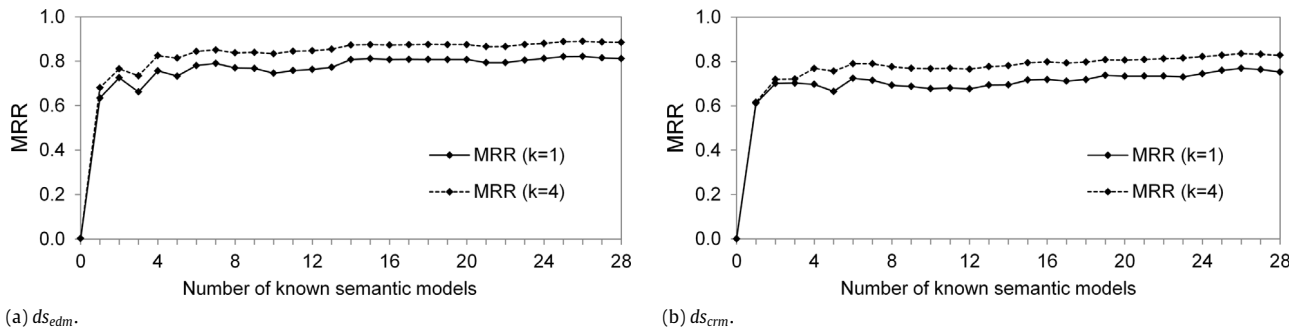 1.0
0.8
0.6
0.4
0.2
0.0
MRR
MRR (k=1)
MRR (k=4)
0 4 8 12 16 20 24 28
Number of known semantic models
(a) ds_edm.
1.0
0.8
0.6
0.4
0.2
0.0
MRR
MRR (k=1)
MRR (k=4)
0 4 8 12 16 20 24 28
Number of known semantic models
(b) ds_crm.